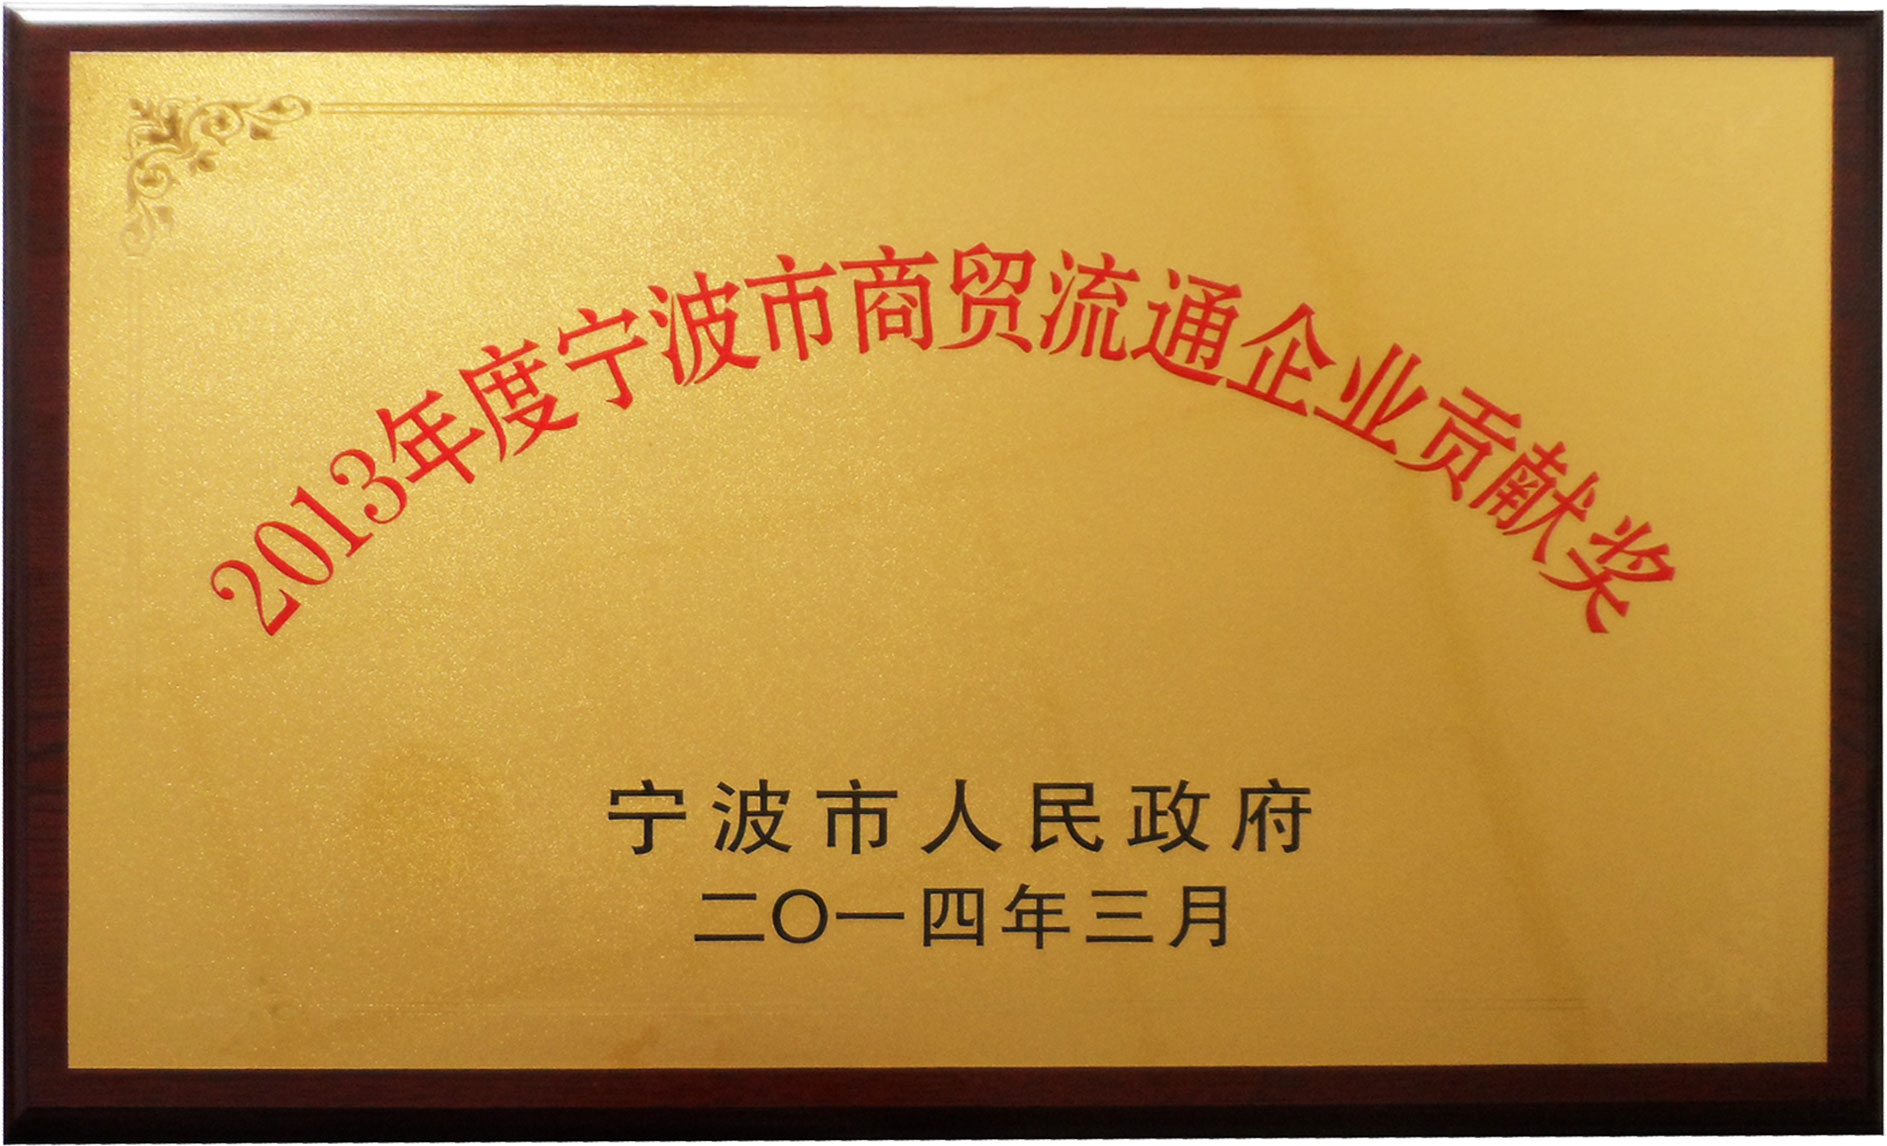 2013年度宁波市商贸流通企业贡献奖
宁波市人民政府
二〇一四年三月